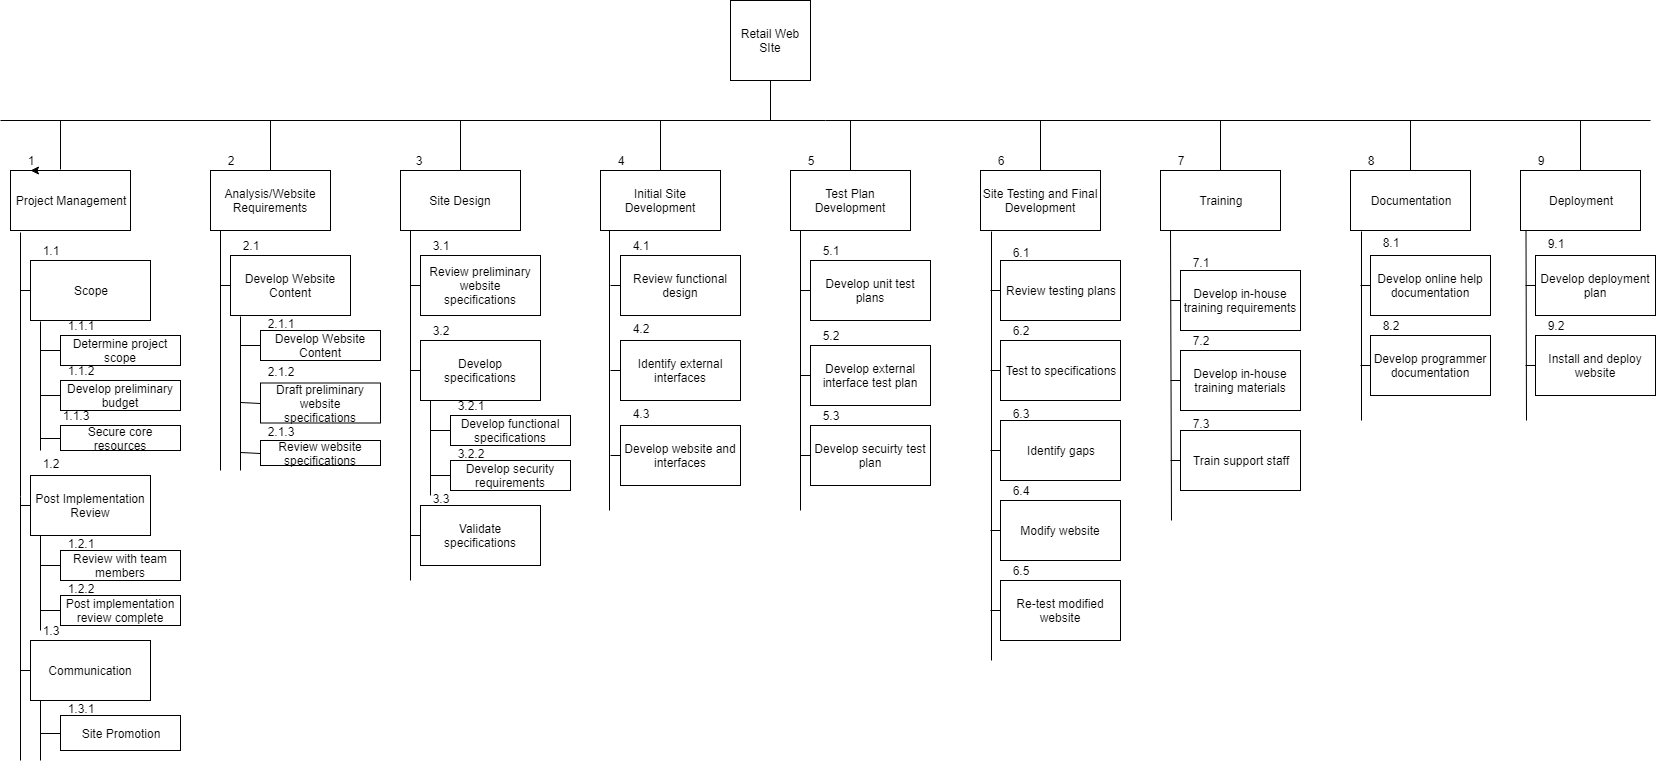 Retail Web
SIte
1
Project Management
1.1
Scope
1.1.1
Determine project
scope
1.1.2
Develop preliminary
budget
1.1.3
Secure core
resources
1.2
Post Implementation
Review
1.2.1
Review with team
members
1.2.2
Post implementation
review complete
1.3
Communication
1.3.1
Site Promotion
2
Analysis/Website
Requirements
2.1
Develop Website
Content
2.1.1
Develop Website
Content
2.1.2
Draft preliminary
website
specifications
2.1.3
Review website
specifications
3
Site Design
3.1
Review preliminary
website
specifications
3.2
Develop
specifications
3.2.1
Develop functional
specifications
3.2.2
Develop security
requirements
3.3
Validate
specifications
4
Initial Site
Development
4.1
Review functional
design
4.2
Identify external
interfaces
4.3
Develop website and
interfaces
5
Test Plan
Development
5.1
Develop unit test
plans
5.2
Develop external
interface test plan
5.3
Develop secuirty test
plan
6
Site Testing and Final
Development
6.1
Review testing plans
6.2
Test to specifications
6.3
Identify gaps
6.4
Modify website
6.5
Re-test modified
website
7
Training
7.1
Develop in-house
training requirements
7.2
Develop in-house
training materials
7.3
Train support staff
8
Documentation
8.1
Develop online help
documentation
8.2
Develop programmer
documentation
9
Deployment
9.1
Develop deployment
plan
9.2
Install and deploy
website